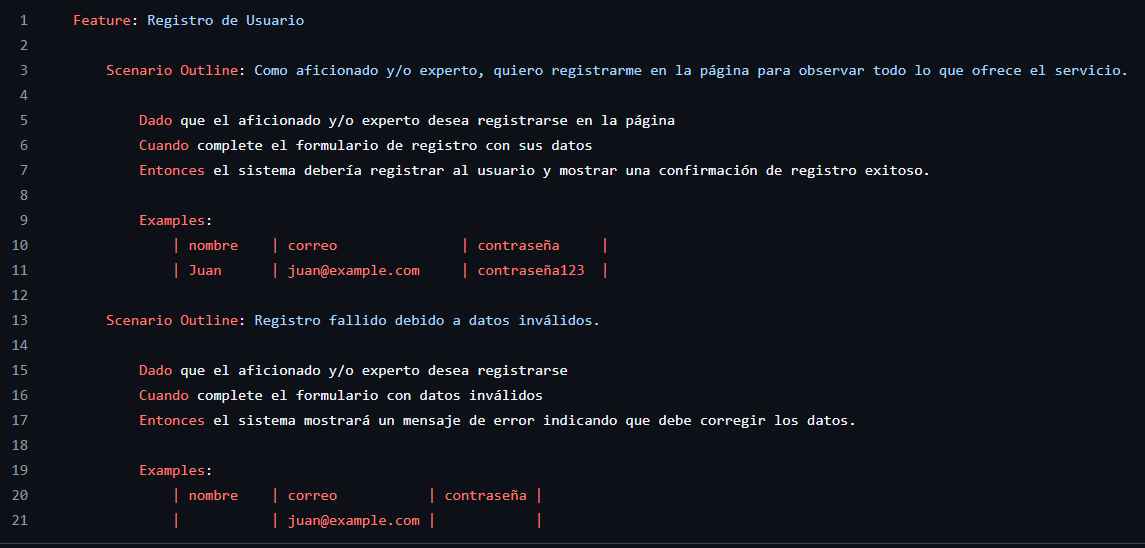 1 Feature: Registro de Usuario
2
3 Scenario Outline: Como aficionado y/o experto, quiero registrarme en la página para observar todo lo que ofrece el servicio.
4
5 Dado que el aficionado y/o experto desea registrarse en la página
6 Cuando complete el formulario de registro con sus datos
7 Entonces el sistema debería registrar al usuario y mostrar una confirmación de registro exitoso.
8
9 Examples:
10 | nombre | correo | contraseña |
11 | Juan | juan@example.com | contraseña123 |
12
13 Scenario Outline: Registro fallido debido a datos inválidos.
14
15 Dado que el aficionado y/o experto desea registrarse
16 Cuando complete el formulario con datos inválidos
17 Entonces el sistema mostrará un mensaje de error indicando que debe corregir los datos.
18
19 Examples:
20 | nombre | correo | contraseña |
21 | | juan@example.com | |